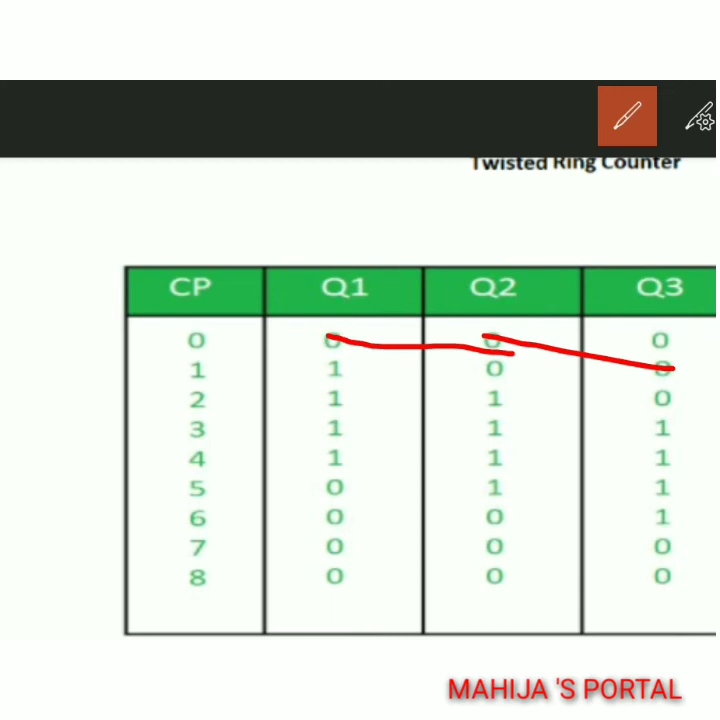 Twisted Ring Counter
CP Q1 Q2 Q3
0 0 0 0
1 1 0 0
2 1 1 0
3 1 1 1
4 1 1 1
5 0 1 1
6 0 0 1
7 0 0 0
8 0 0 0
MAHIJA 'S PORTAL